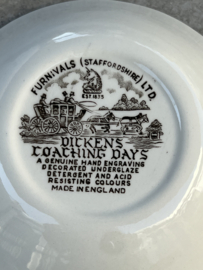 FURNIVALS (STAFFORDSHIRE) LTD
EST. 1875
DICKENS
COACHING DAYS
A GENUINE HAND ENGRAVING
DECORATED UNDERGLAZE
DETERGENT AND ACID
RESISTING COLOURS
MADE IN ENGLAND